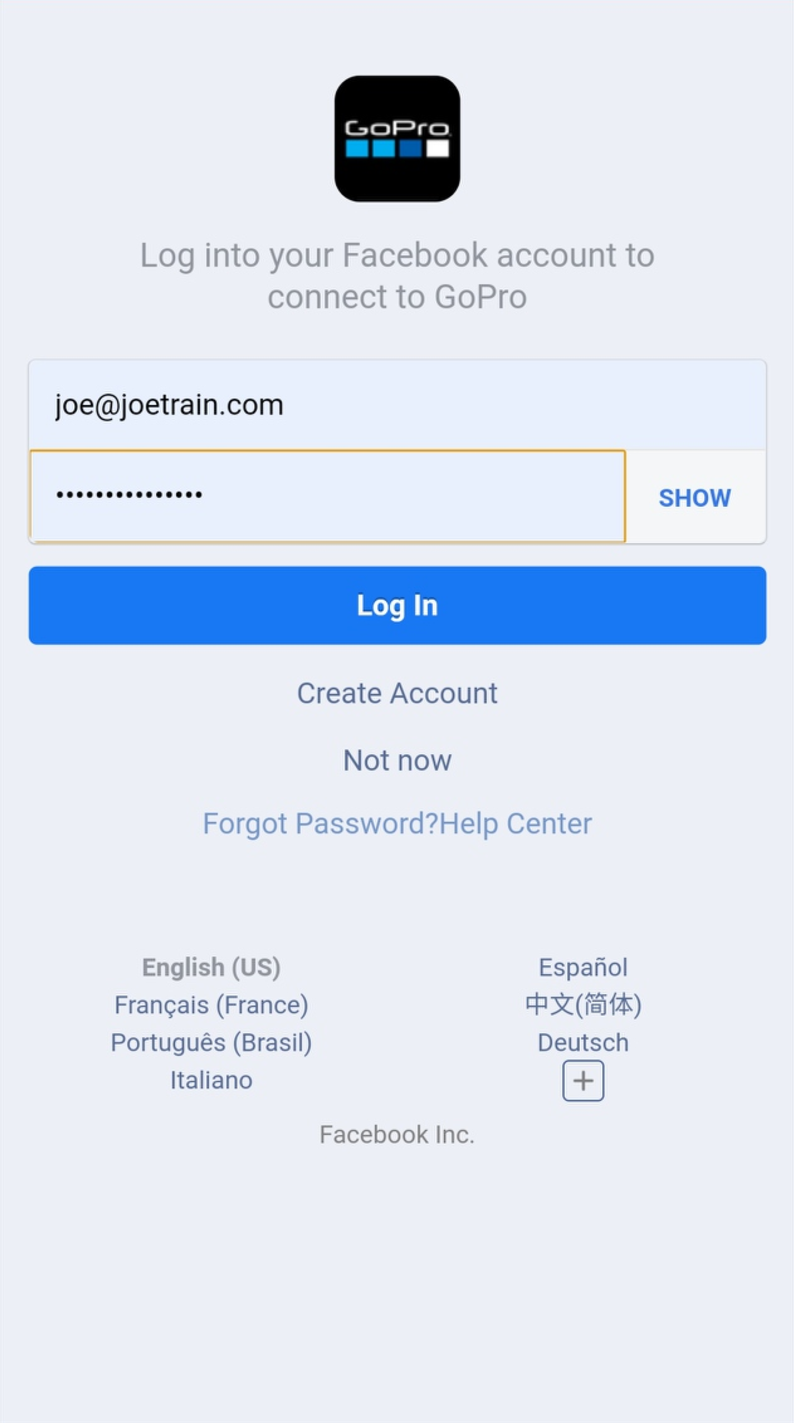 GoPro
Log into your Facebook account to
connect to GoPro
joe@joetrain.com
•••••••••••••••
SHOW
Log In
Create Account
Not now
Forgot Password?Help Center
English (US)
Español
Français (France)
中文(简体)
Português (Brasil)
Deutsch
Italiano
+
Facebook Inc.